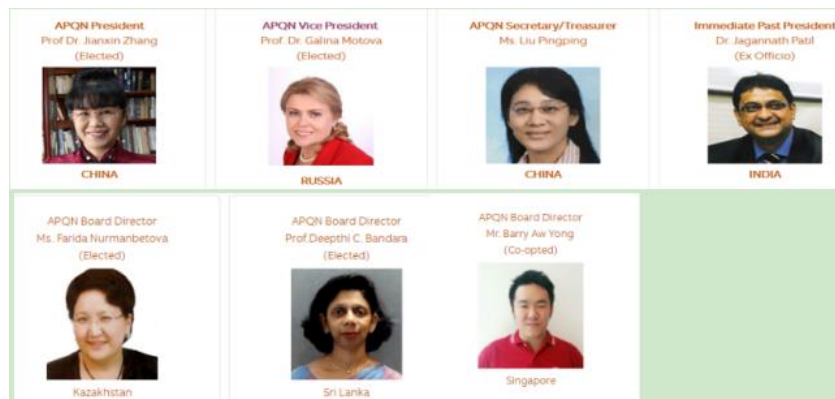 APQN President
Prof Dr. Jianxin Zhang
(Elected)
CHINA
APQN Vice President
Prof. Dr. Galina Motova
(Elected)
RUSSIA
APQN Secretary/Treasurer
Ms. Liu Pingping
CHINA
Immediate Past President
Dr. Jagannath Patil
(Ex Officio)
INDIA
APQN Board Director
Ms. Farida Nurmanbetova
(Elected)
Kazakhstan
APQN Board Director
Prof.Deepthi C. Bandara
(Elected)
Sri Lanka
APQN Board Director
Mr. Barry Aw Yong
(Co-opted)
Singapore